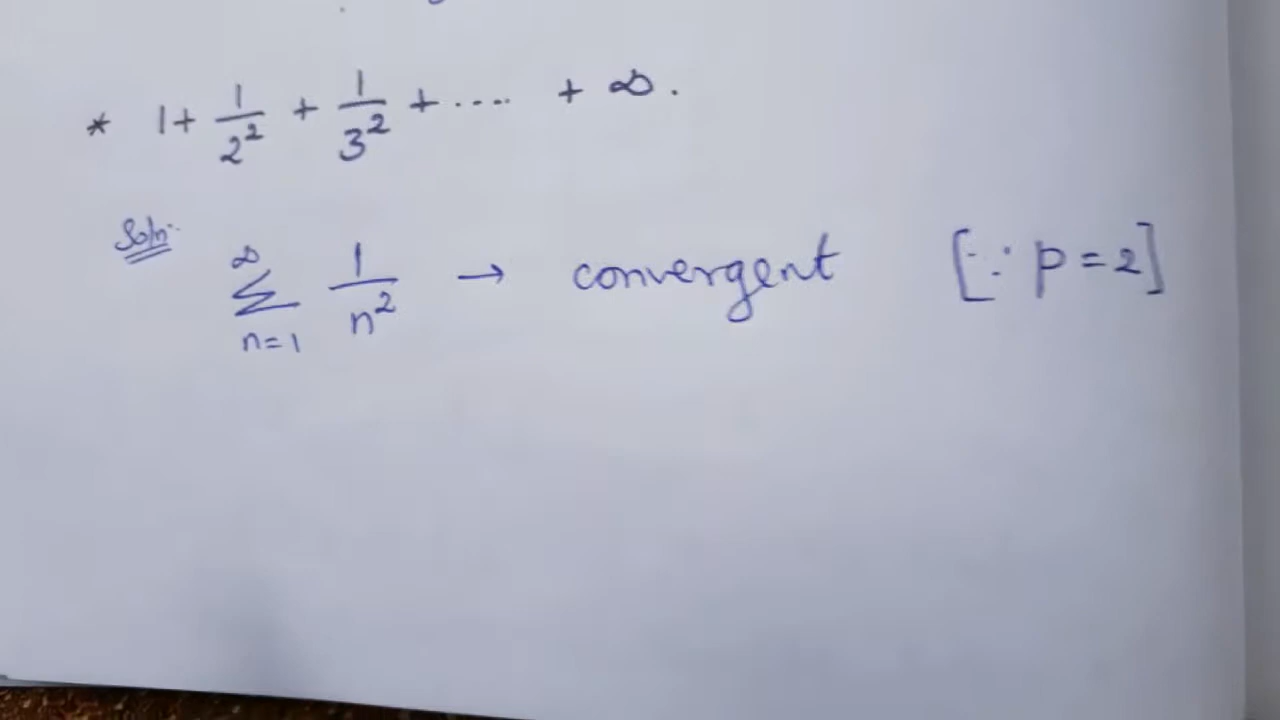 * 1 + 1/2² + 1/3² + .... + ∞.
Soln:
∞ ∑ n=1 1/n² → convergent [∵ p = 2]